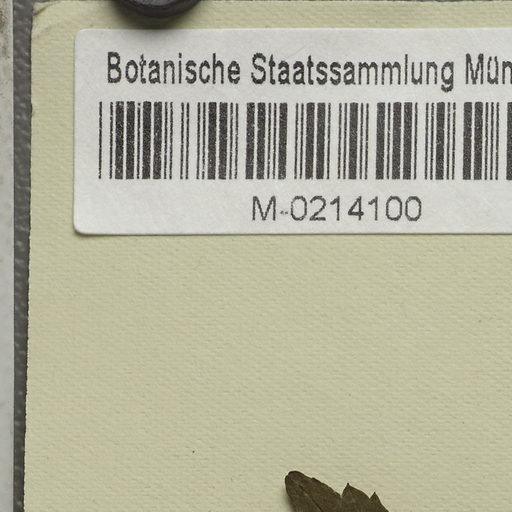 Botanische Staatssammlung Mün
M-0214100